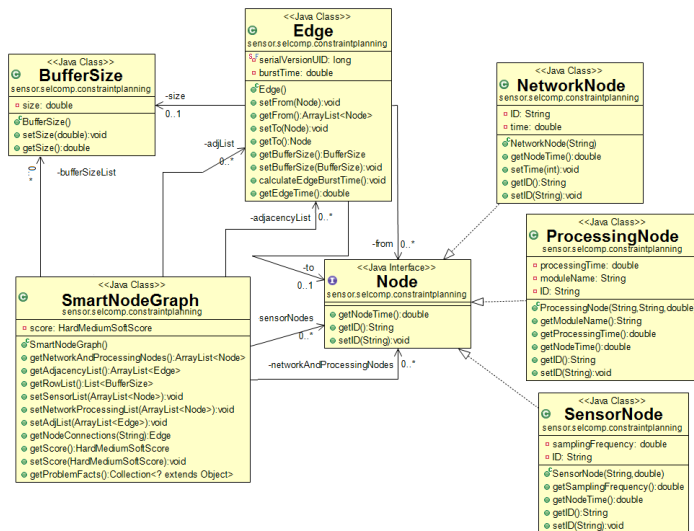 <<Java Class>>
BufferSize
sensor.selcomp.constraintplanning
size: double
BufferSize()
setSize(double):void
getSize():double
<<Java Class>>
Edge
sensor.selcomp.constraintplanning
serialVersionUID: long
burstTime: double
Edge()
setFrom(Node):void
getFrom():ArrayList<Node>
setTo(Node):void
getTo():Node
getBufferSize():BufferSize
setBufferSize(BufferSize):void
calculateEdgeBurstTime():void
getEdgeTime():double
<<Java Class>>
NetworkNode
sensor.selcomp.constraintplanning
ID: String
time: double
NetworkNode(String)
getNodeTime():double
setTime(int):void
getID():String
setID(String):void
-size
0..1
-adjList
0..*
-bufferSizeList
0..*
-adjacencyList
0..*
-from
0..*
-to
0..1
<<Java Class>>
ProcessingNode
sensor.selcomp.constraintplanning
processingTime: double
moduleName: String
ID: String
ProcessingNode(String,String,double)
getModuleName():String
getProcessingTime():double
getNodeTime():double
getID():String
setID(String):void
<<Java Interface>>
Node
sensor.selcomp.constraintplanning
getNodeTime():double
getID():String
setID(String):void
<<Java Class>>
SmartNodeGraph
sensor.selcomp.constraintplanning
score: HardMediumSoftScore
SmartNodeGraph()
getNetworkAndProcessingNodes():ArrayList<Node>
getAdjacencyList():ArrayList<Edge>
getRowList():List<BufferSize>
setSensorList(ArrayList<Node>):void
setNetworkProcessingList(ArrayList<Node>):void
setAdjList(ArrayList<Edge>):void
getNodeConnections(String):Edge
getScore():HardMediumSoftScore
setScore(HardMediumSoftScore):void
getProblemFacts():Collection<? extends Object>
sensorNodes
0..*
-networkAndProcessingNodes
0..*
<<Java Class>>
SensorNode
sensor.selcomp.constraintplanning
samplingFrequency: double
ID: String
SensorNode(String,double)
getSamplingFrequency():double
getNodeTime():double
getID():String
setID(String):void